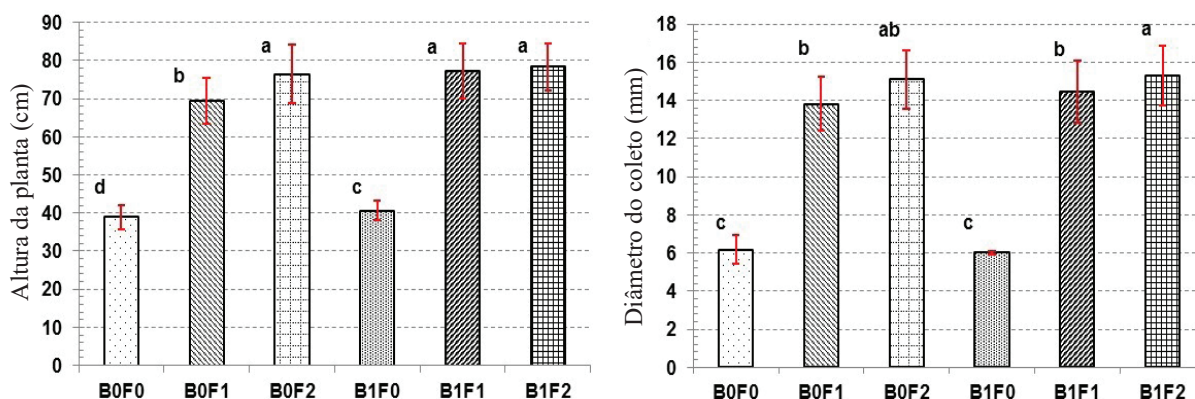 Altura da planta (cm)
90
80
70
60
50
40
30
20
10
0
d
b
a
c
a
a
B0F0 B0F1 B0F2 B1F0 B1F1 B1F2
Diâmetro do coleto (mm)
18
16
14
12
10
8
6
4
2
0
c
b
ab
c
b
a
B0F0 B0F1 B0F2 B1F0 B1F1 B1F2